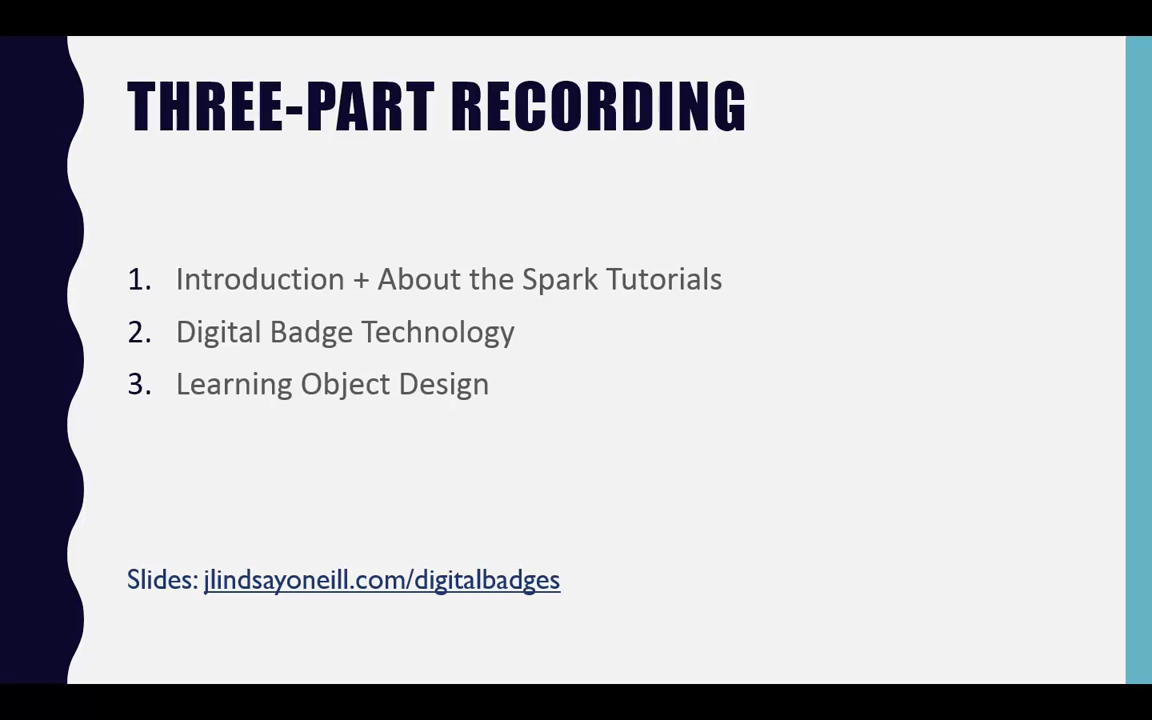 THREE-PART RECORDING
1. Introduction + About the Spark Tutorials
2. Digital Badge Technology
3. Learning Object Design
Slides: jlindsayoneill.com/digitalbadges